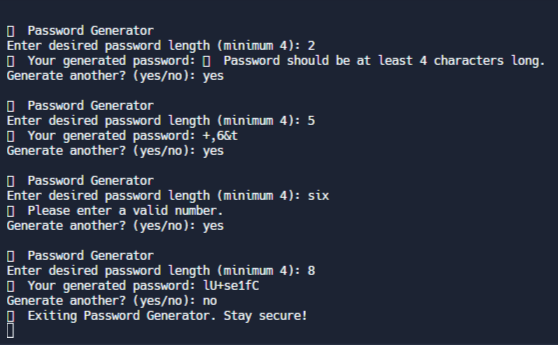 ▯ Password Generator
Enter desired password length (minimum 4): 2
▯ Your generated password: ▯ Password should be at least 4 characters long.
Generate another? (yes/no): yes
▯ Password Generator
Enter desired password length (minimum 4): 5
▯ Your generated password: +,6&t
Generate another? (yes/no): yes
▯ Password Generator
Enter desired password length (minimum 4): six
▯ Please enter a valid number.
Generate another? (yes/no): yes
▯ Password Generator
Enter desired password length (minimum 4): 8
▯ Your generated password: lU+se1fC
Generate another? (yes/no): no
▯ Exiting Password Generator. Stay secure!